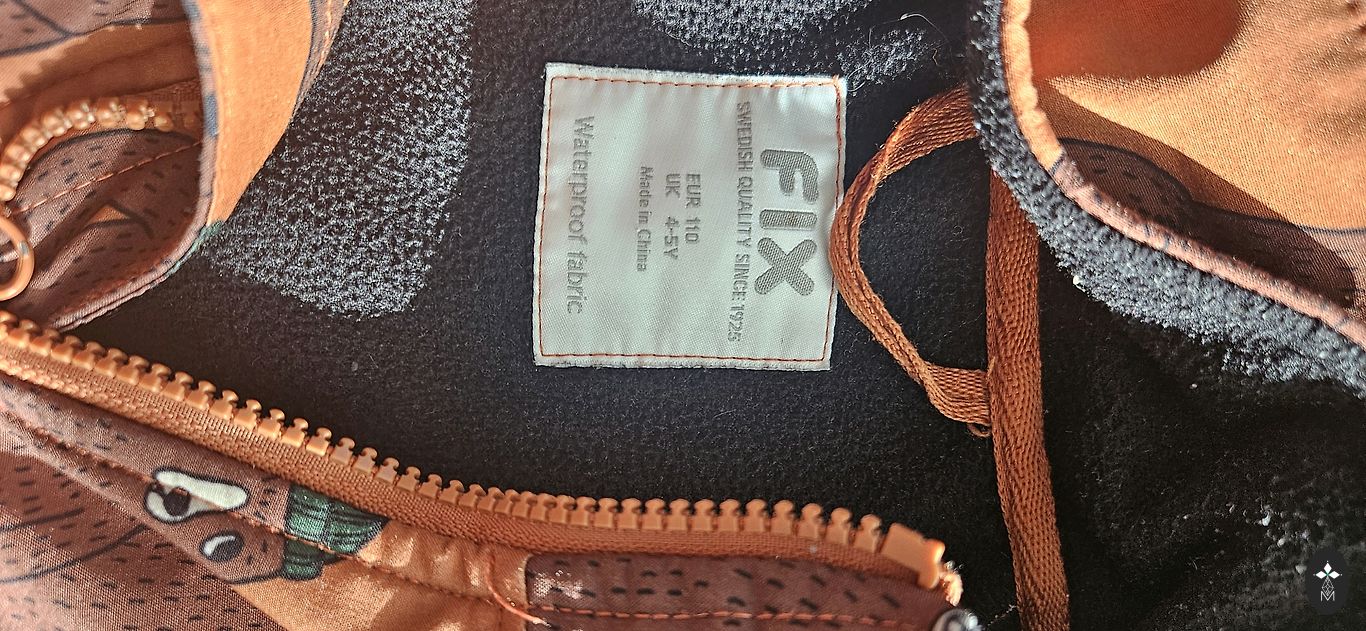 FIX
SWEDISH QUALITY SINCE 1925
EUR 110
UK 4-5Y
Made in China
Waterproof fabric
M